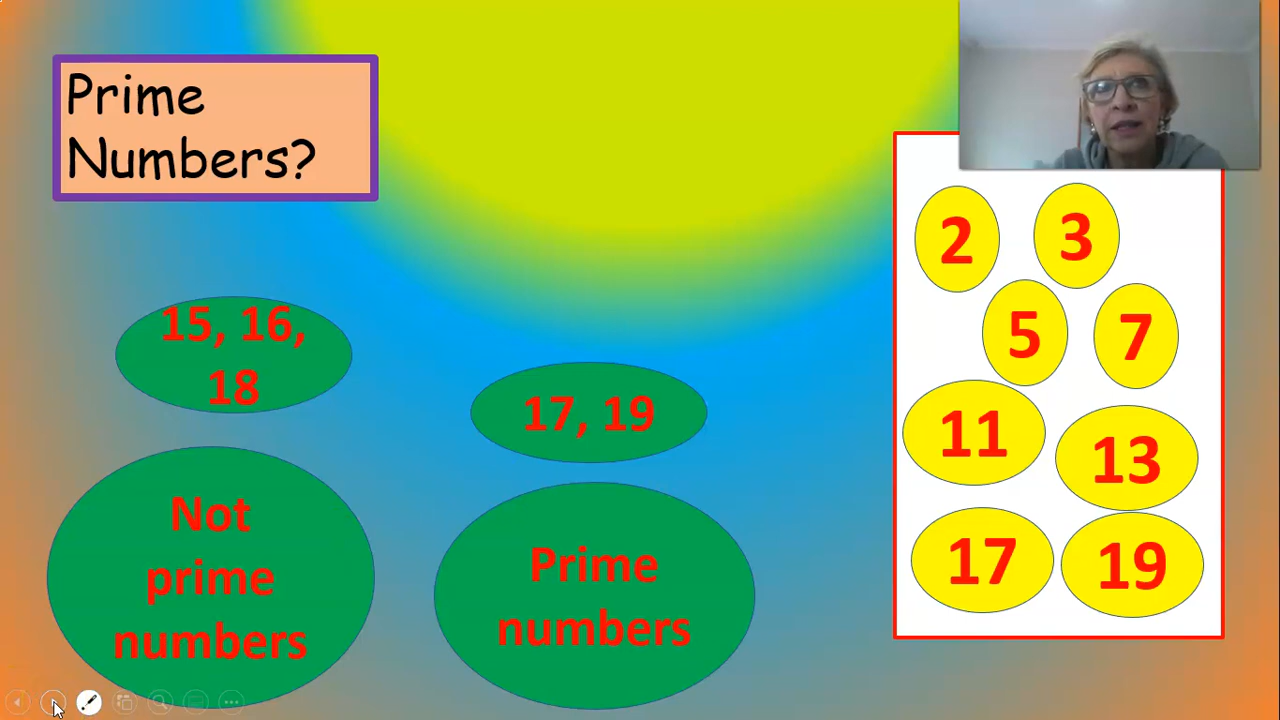 Prime
Numbers?
15, 16,
18
17, 19
Not
prime
numbers
Prime
numbers
2 3
5 7
11 13
17 19